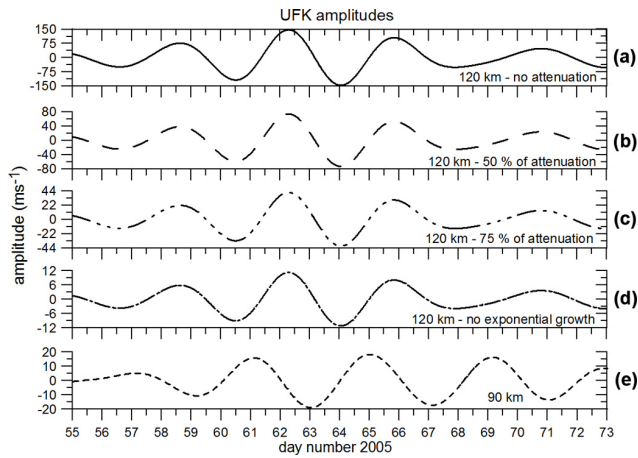 UFK amplitudes
150
75
0
-75
-150
120 km - no attenuation
(a)
80
40
0
-40
-80
120 km - 50 % of attenuation
(b)
44
22
0
-22
-44
120 km - 75 % of attenuation
(c)
12
6
0
-6
-12
120 km - no exponential growth
(d)
20
10
0
-10
-20
90 km
(e)
amplitude (ms-1)
55 56 57 58 59 60 61 62 63 64 65 66 67 68 69 70 71 72 73
day number 2005